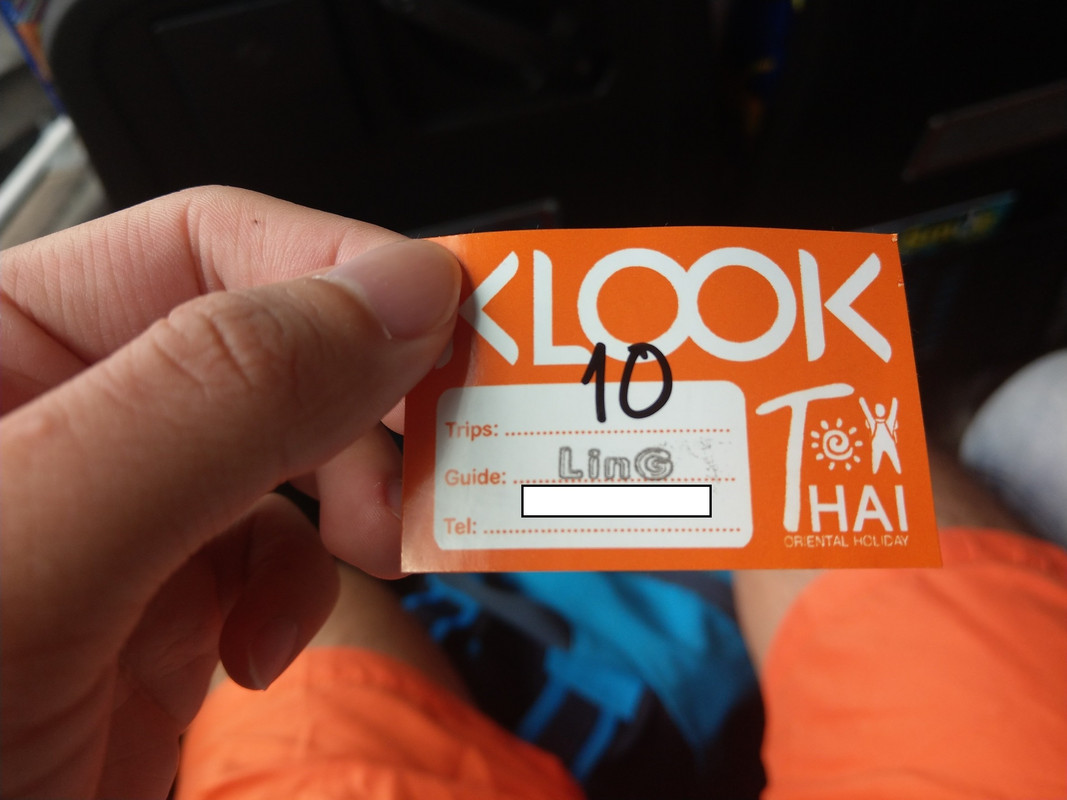 KLOOK
10
Trips:
Guide: LinG
Tel:
THAI
ORIENTAL HOLIDAY